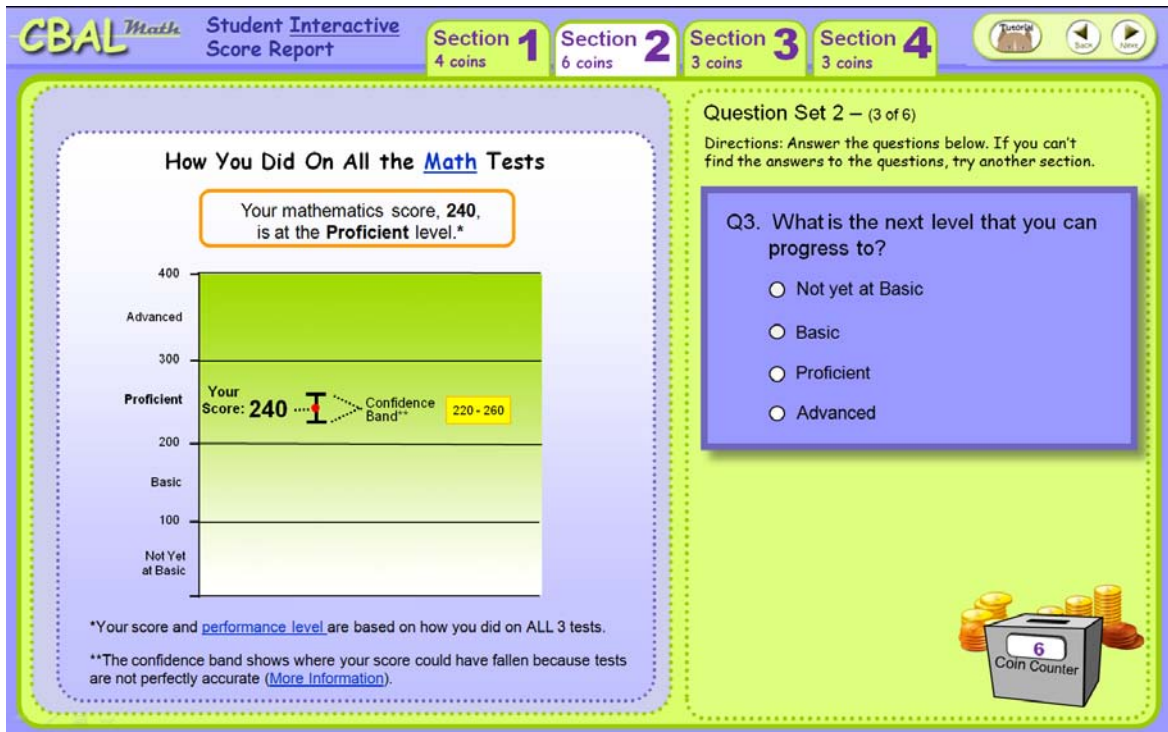 CBAL Math
Student Interactive
Score Report
Section 1
4 coins
Section 2
6 coins
Section 3
3 coins
Section 4
3 coins
Tutorial
Back
Next
How You Did On All the Math Tests
Your mathematics score, 240,
is at the Proficient level.*
400
Advanced
300
Proficient
Your
Score: 240
Confidence
Band**
220 - 260
200
Basic
100
Not Yet
at Basic
*Your score and performance level are based on how you did on ALL 3 tests.
**The confidence band shows where your score could have fallen because tests
are not perfectly accurate (More Information).
Question Set 2 – (3 of 6)
Directions: Answer the questions below. If you can't
find the answers to the questions, try another section.
Q3. What is the next level that you can
progress to?
Not yet at Basic
Basic
Proficient
Advanced
6
Coin Counter